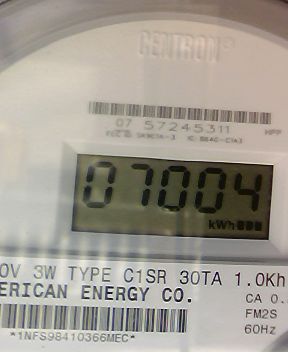 CENTRON®
07 57245311
07004
kWh
0V 3W TYPE C1SR 30TA 1.0Kh
ERICAN ENERGY CO.
CA 0.
FM2S
*1NFS98410366MEC* 60Hz